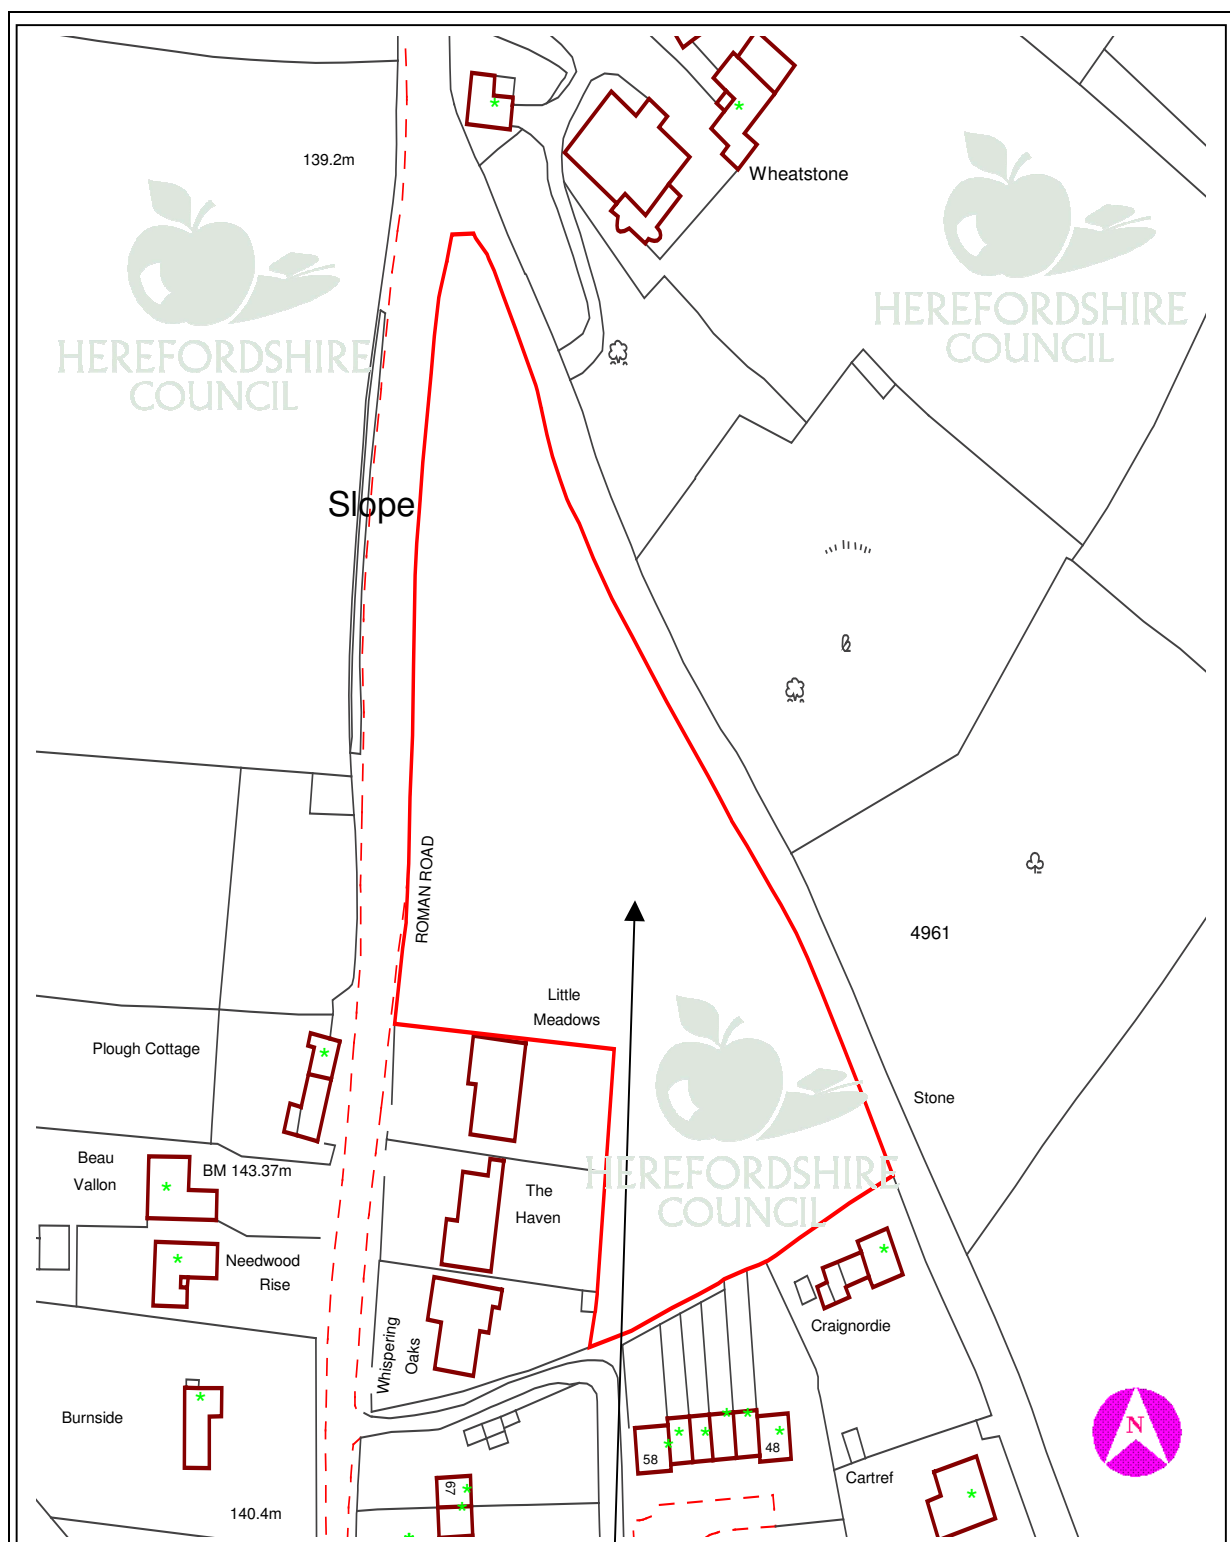 139.2m
Wheatstone
HEREFORDSHIRE
COUNCIL
HEREFORDSHIRE
COUNCIL
Slope
ROMAN ROAD
4961
Little
Meadows
Plough Cottage
Stone
HEREFORDSHIRE
COUNCIL
Beau
Vallon
BM 143.37m
The
Haven
Needwood
Rise
Craignordie
Whispering
Oaks
Burnside
N
58
48
Cartref
67
140.4m